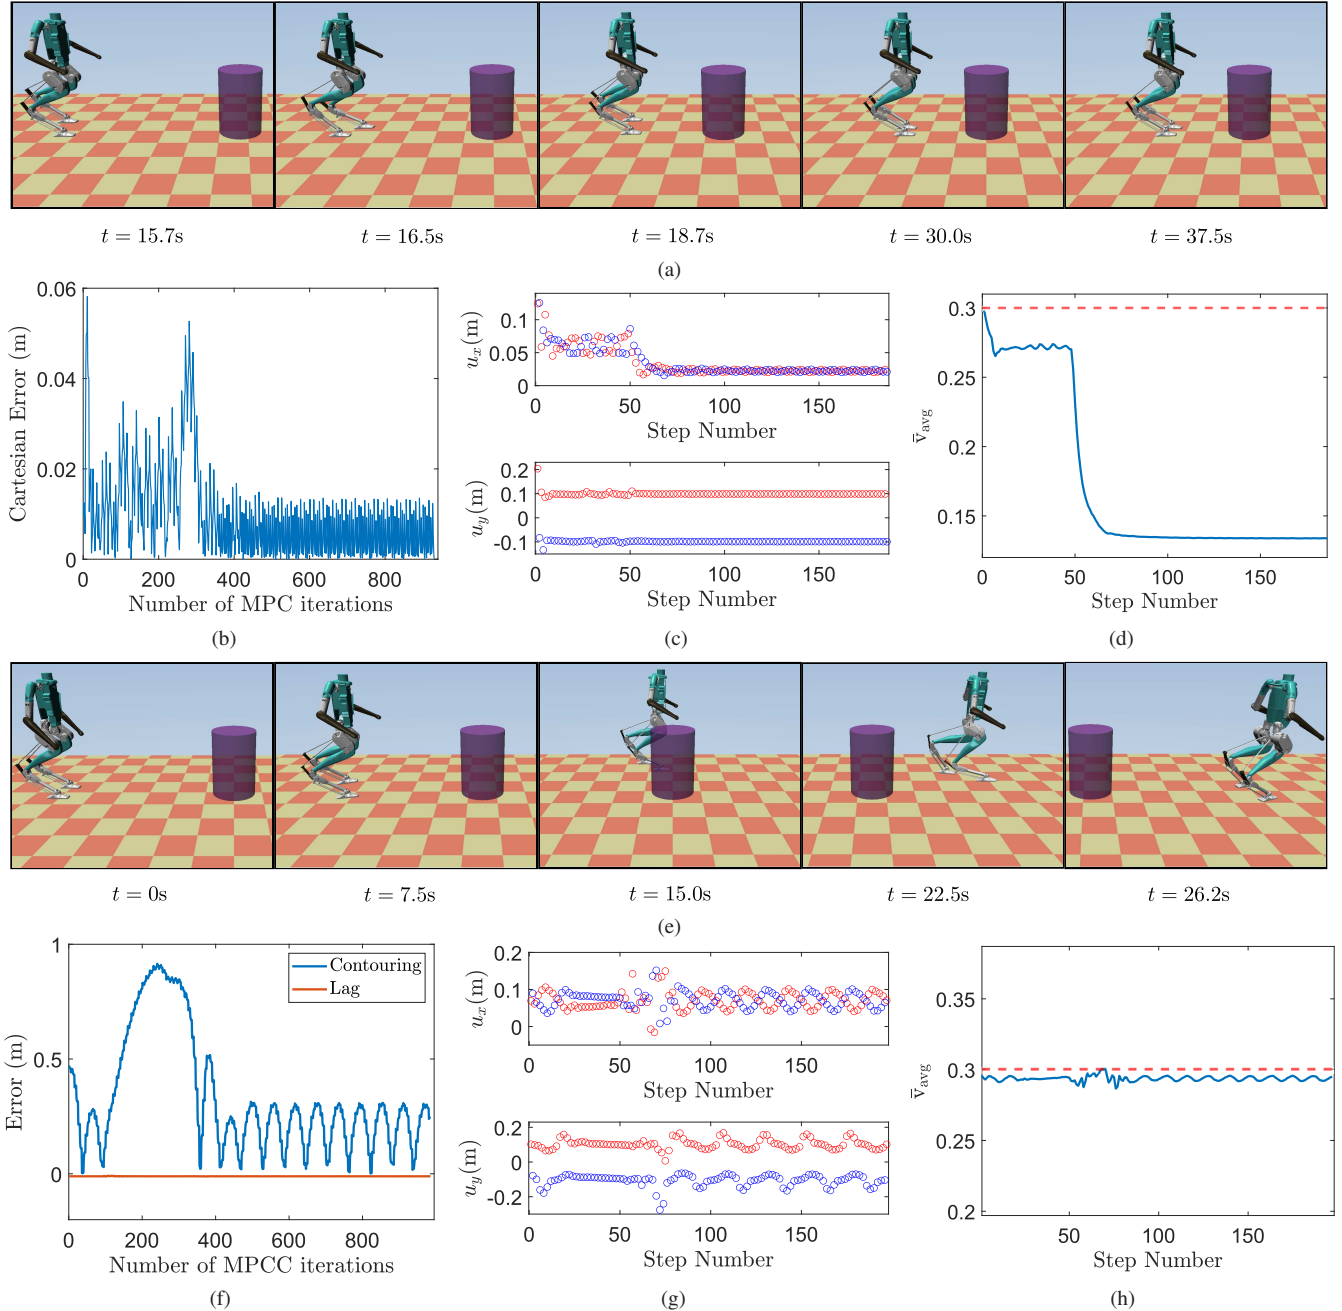 t = 15.7s t = 16.5s t = 18.7s t = 30.0s t = 37.5s
(a)
0.06
0.04
0.02
0
Cartesian Error (m)
0 200 400 600 800
Number of MPC iterations
(b)
0.1
0.05
0
u_x(m)
0 50 100 150
Step Number
0.2
0.1
0
-0.1
u_y(m)
0 50 100 150
Step Number
(c)
0.3
0.25
0.2
0.15
v̄_avg
0 50 100 150
Step Number
(d)
t = 0s t = 7.5s t = 15.0s t = 22.5s t = 26.2s
(e)
1
0.5
0
Error (m)
Contouring
Lag
0 200 400 600 800
Number of MPCC iterations
(f)
0.2
0.1
0
u_x(m)
0 50 100 150
Step Number
0.2
0
-0.2
u_y(m)
0 50 100 150
Step Number
(g)
0.35
0.3
0.25
0.2
v̄_avg
50 100 150
Step Number
(h)